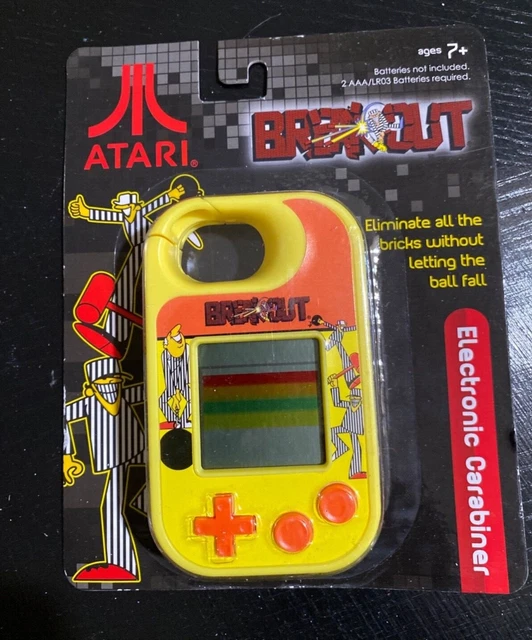 ages 7+
Batteries not included.
2 AAA/LR03 Batteries required.
ATARI®
BREAKOUT
Eliminate all the
bricks without
letting the
ball fall
BREAKOUT
Electronic Carabiner